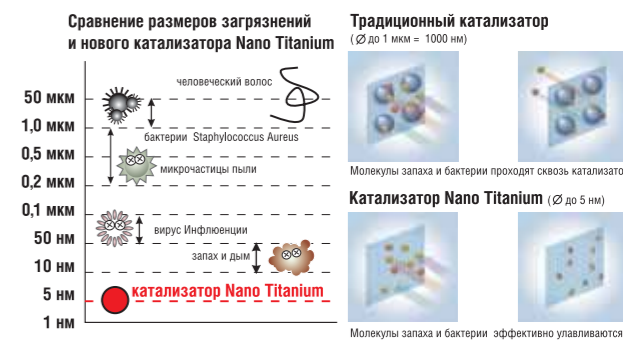 Сравнение размеров загрязнений
и нового катализатора Nano Titanium
человеческий волос
50 мкм
1,0 мкм
бактерии Staphylococcus Aureus
0,5 мкм
микрочастицы пыли
0,2 мкм
0,1 мкм
вирус Инфлюенции
50 нм
запах и дым
10 нм
5 нм
катализатор Nano Titanium
1 нм
Традиционный катализатор
( Ø до 1 мкм = 1000 нм)
Молекулы запаха и бактерии проходят сквозь катализато
Катализатор Nano Titanium ( Ø до 5 нм)
Молекулы запаха и бактерии эффективно улавливаются